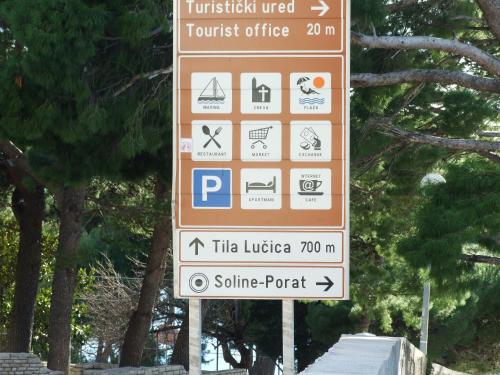 Turistički ured
Tourist office 20 m
MARINA CRKVA PLAŽA
RESTAURANT MARKET EXCHANGE
P APARTMANI INTERNET
@ CAFE
Tila Lučica 700 m
Soline-Porat